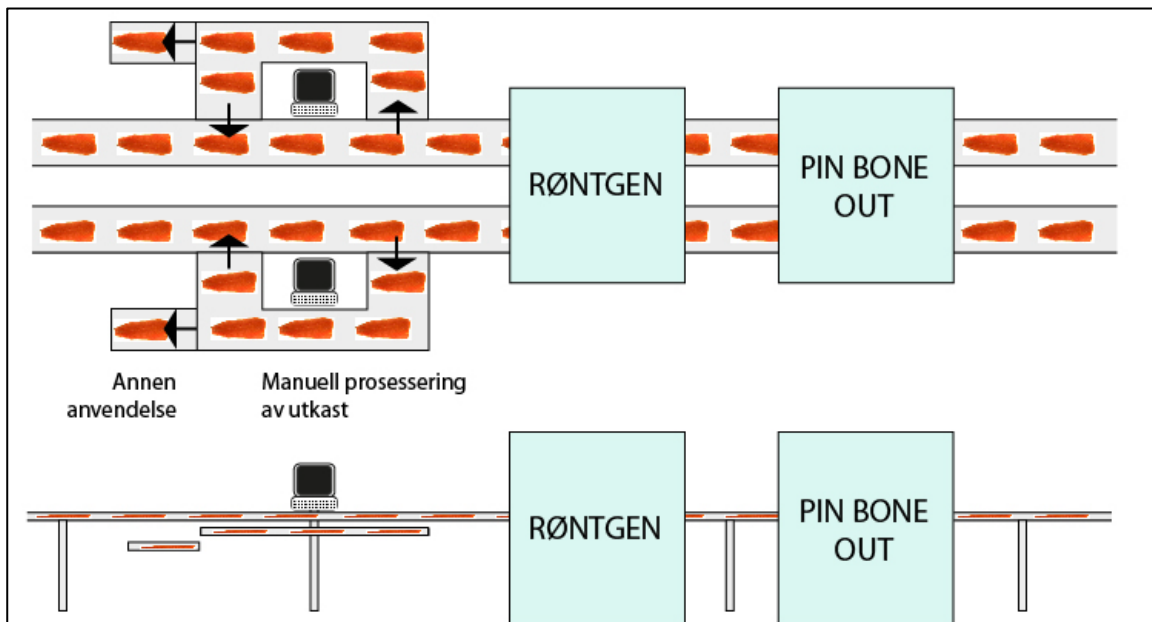 RØNTGEN
PIN BONE
OUT
Annen
anvendelse
Manuell prosessering
av utkast
RØNTGEN
PIN BONE
OUT